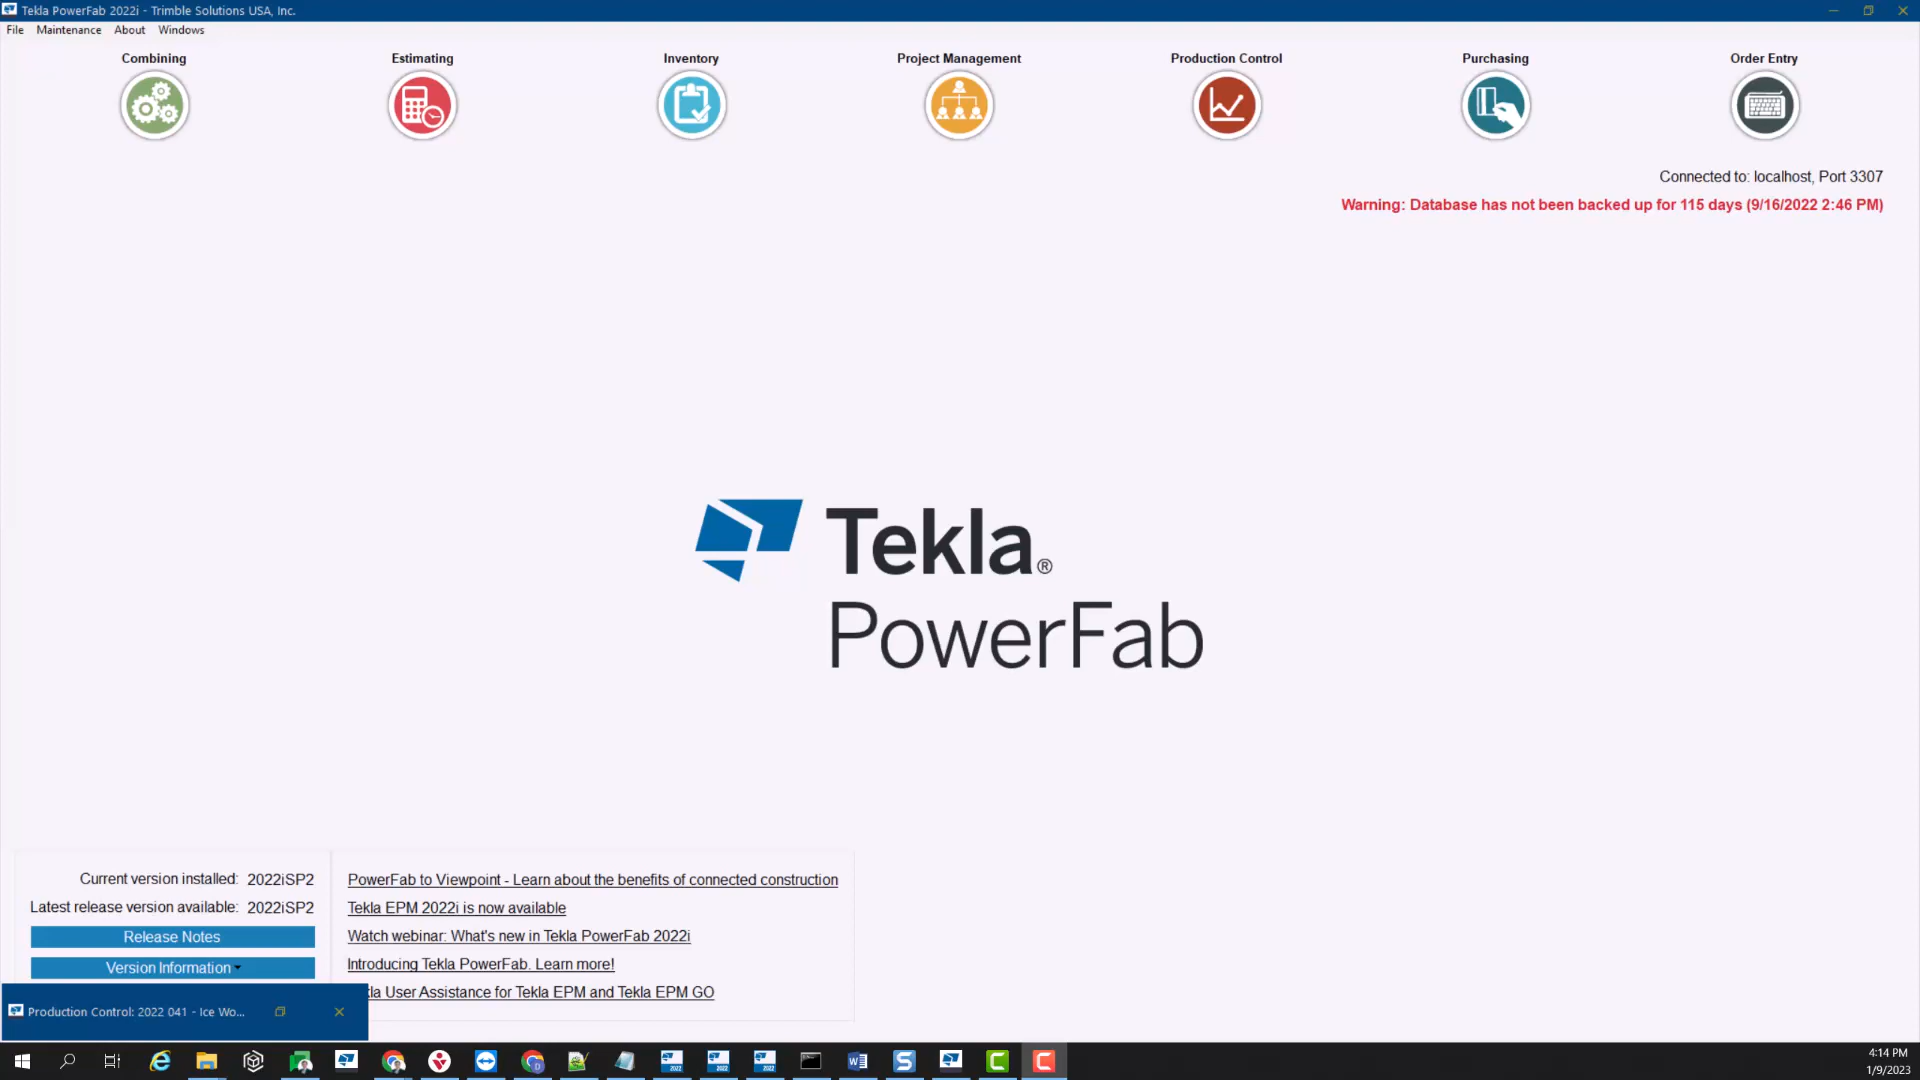 Tekla PowerFab 2022i - Trimble Solutions USA, Inc.
File Maintenance About Windows
Combining Estimating Inventory Project Management Production Control Purchasing Order Entry
Connected to: localhost, Port 3307
Warning: Database has not been backed up for 115 days (9/16/2022 2:46 PM)
Tekla®
PowerFab
Current version installed: 2022iSP2
Latest release version available: 2022iSP2
Release Notes
Version Information
PowerFab to Viewpoint - Learn about the benefits of connected construction
Tekla EPM 2022i is now available
Watch webinar: What's new in Tekla PowerFab 2022i
Introducing Tekla PowerFab. Learn more!
kla User Assistance for Tekla EPM and Tekla EPM GO
Production Control: 2022 041 - Ice Wo...
2022 2022 2022
4:14 PM
1/9/2023